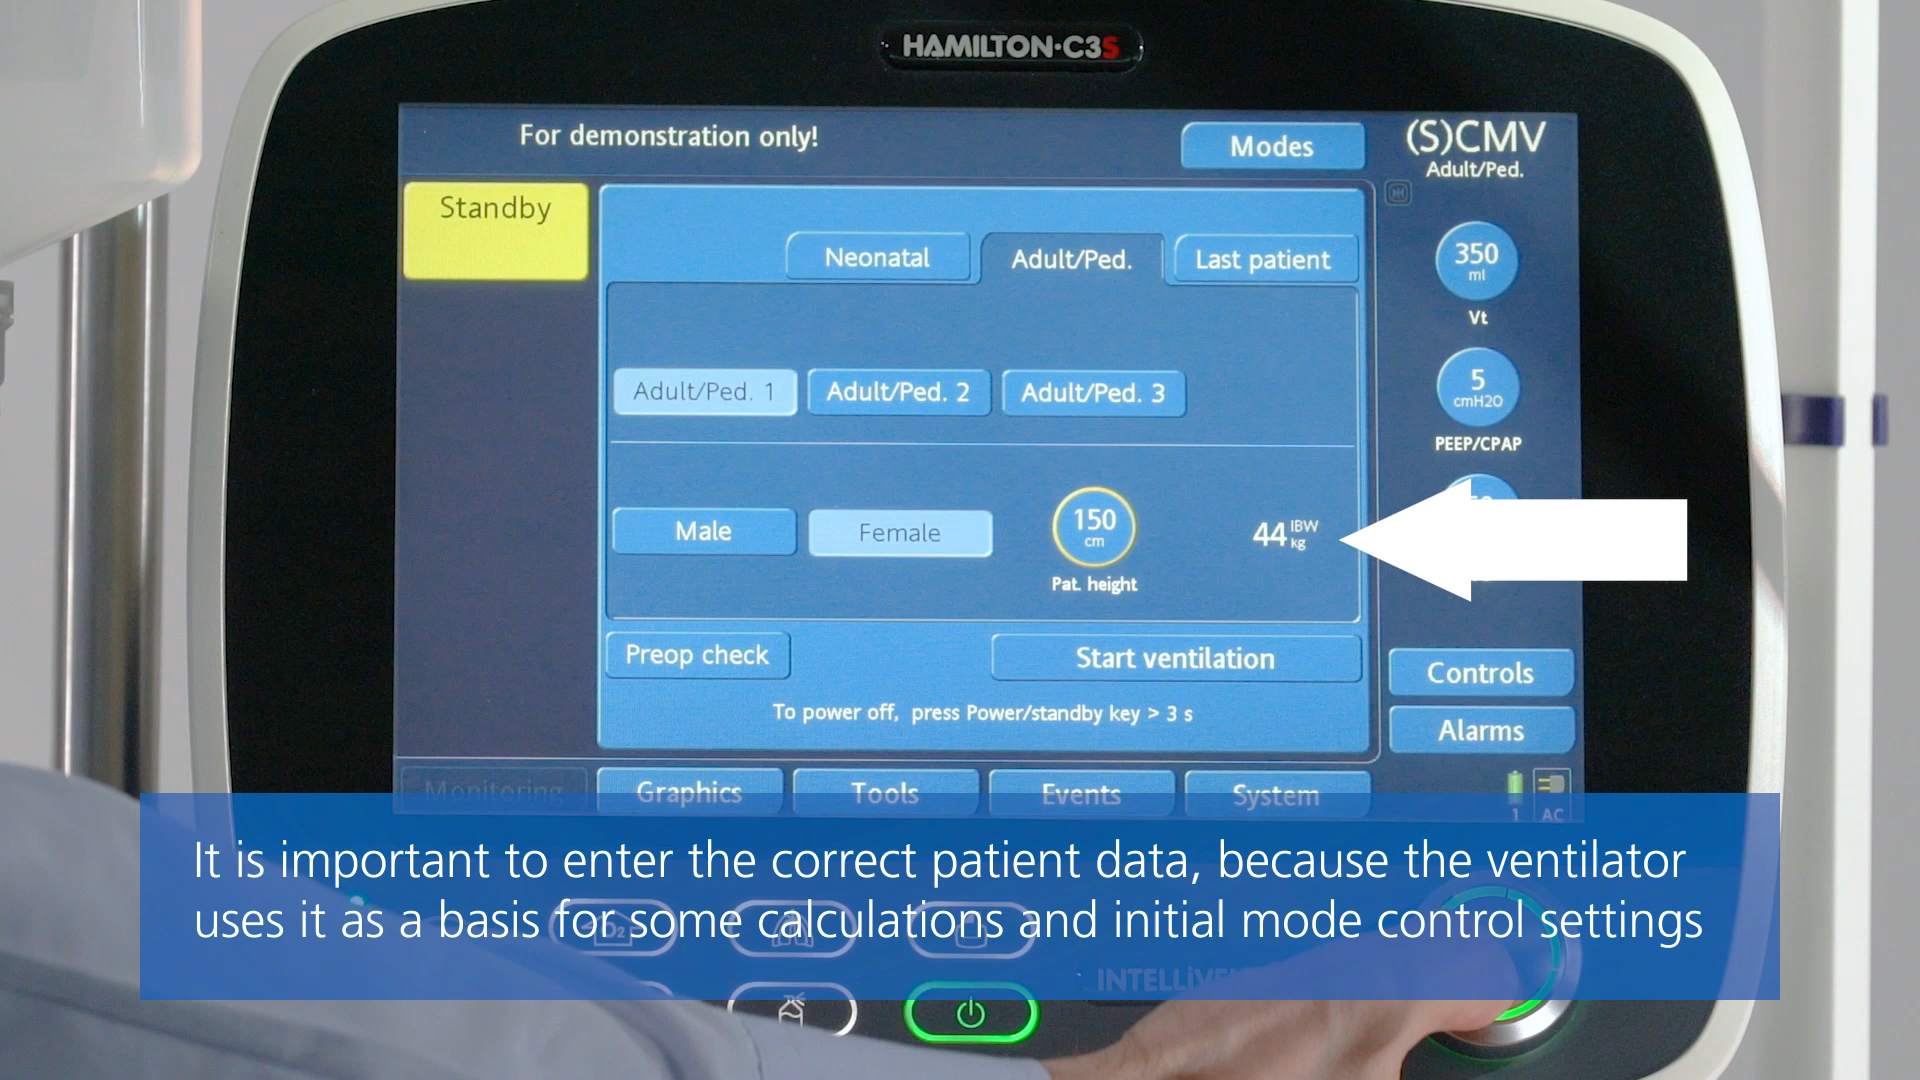 HAMILTON·C3S
For demonstration only!
Modes
(S)CMV
Adult/Ped.
Standby
Neonatal
Adult/Ped.
Last patient
350
ml
Vt
Adult/Ped. 1
Adult/Ped. 2
Adult/Ped. 3
5
cmH2O
PEEP/CPAP
Male
Female
150
cm
Pat. height
44 IBW
kg
Preop check
Start ventilation
Controls
To power off, press Power/standby key > 3 s
Alarms
Monitoring
Graphics
Tools
Events
System
1
AC
It is important to enter the correct patient data, because the ventilator
uses it as a basis for some calculations and initial mode control settings
O2